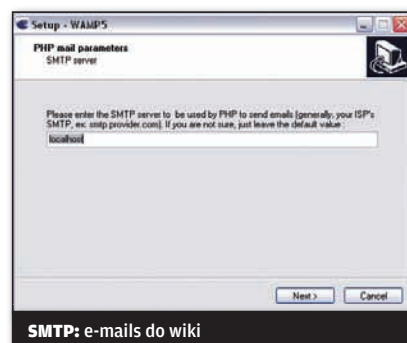 Setup - WAMP5
PHP mail parameters
SMTP server
Please enter the SMTP server to be used by PHP to send emails (generally, your ISP's
SMTP, ex: smtp.provider.com). If you are not sure, just leave the default value :
localhost
Next >
Cancel
SMTP: e-mails do wiki